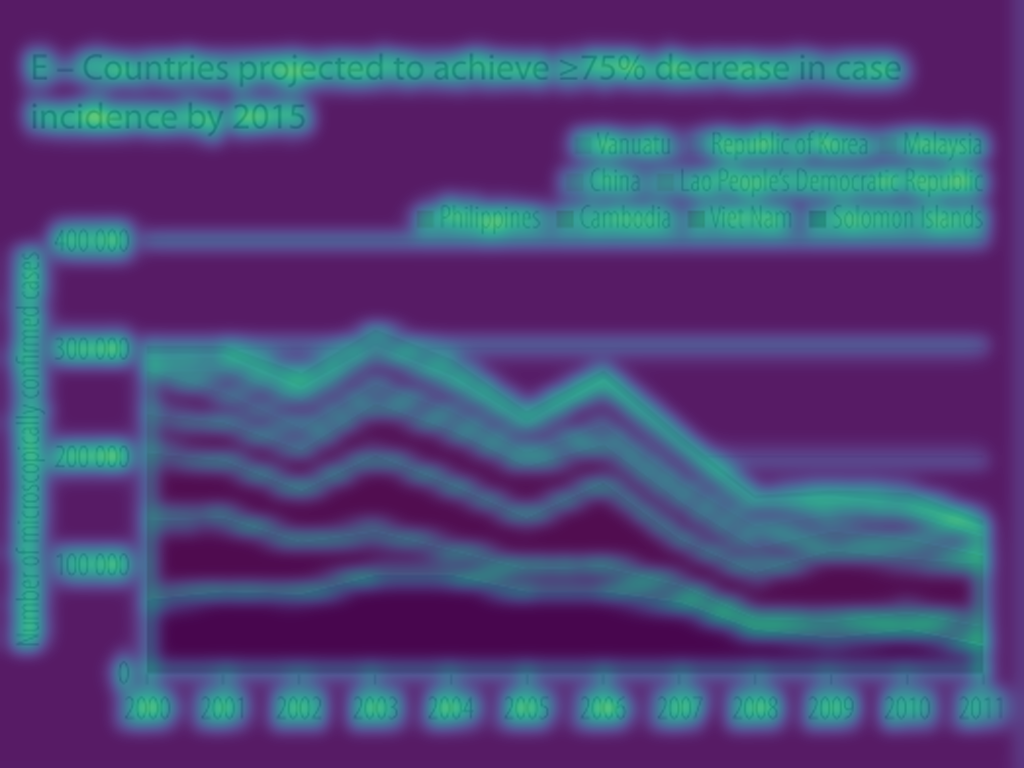 E – Countries projected to achieve ≥75% decrease in case
incidence by 2015
Vanuatu Republic of Korea Malaysia
China Lao People's Democratic Republic
Philippines Cambodia Viet Nam Solomon Islands
Number of microscopically confirmed cases
400 000
300 000
200 000
100 000
0
2000 2001 2002 2003 2004 2005 2006 2007 2008 2009 2010 2011